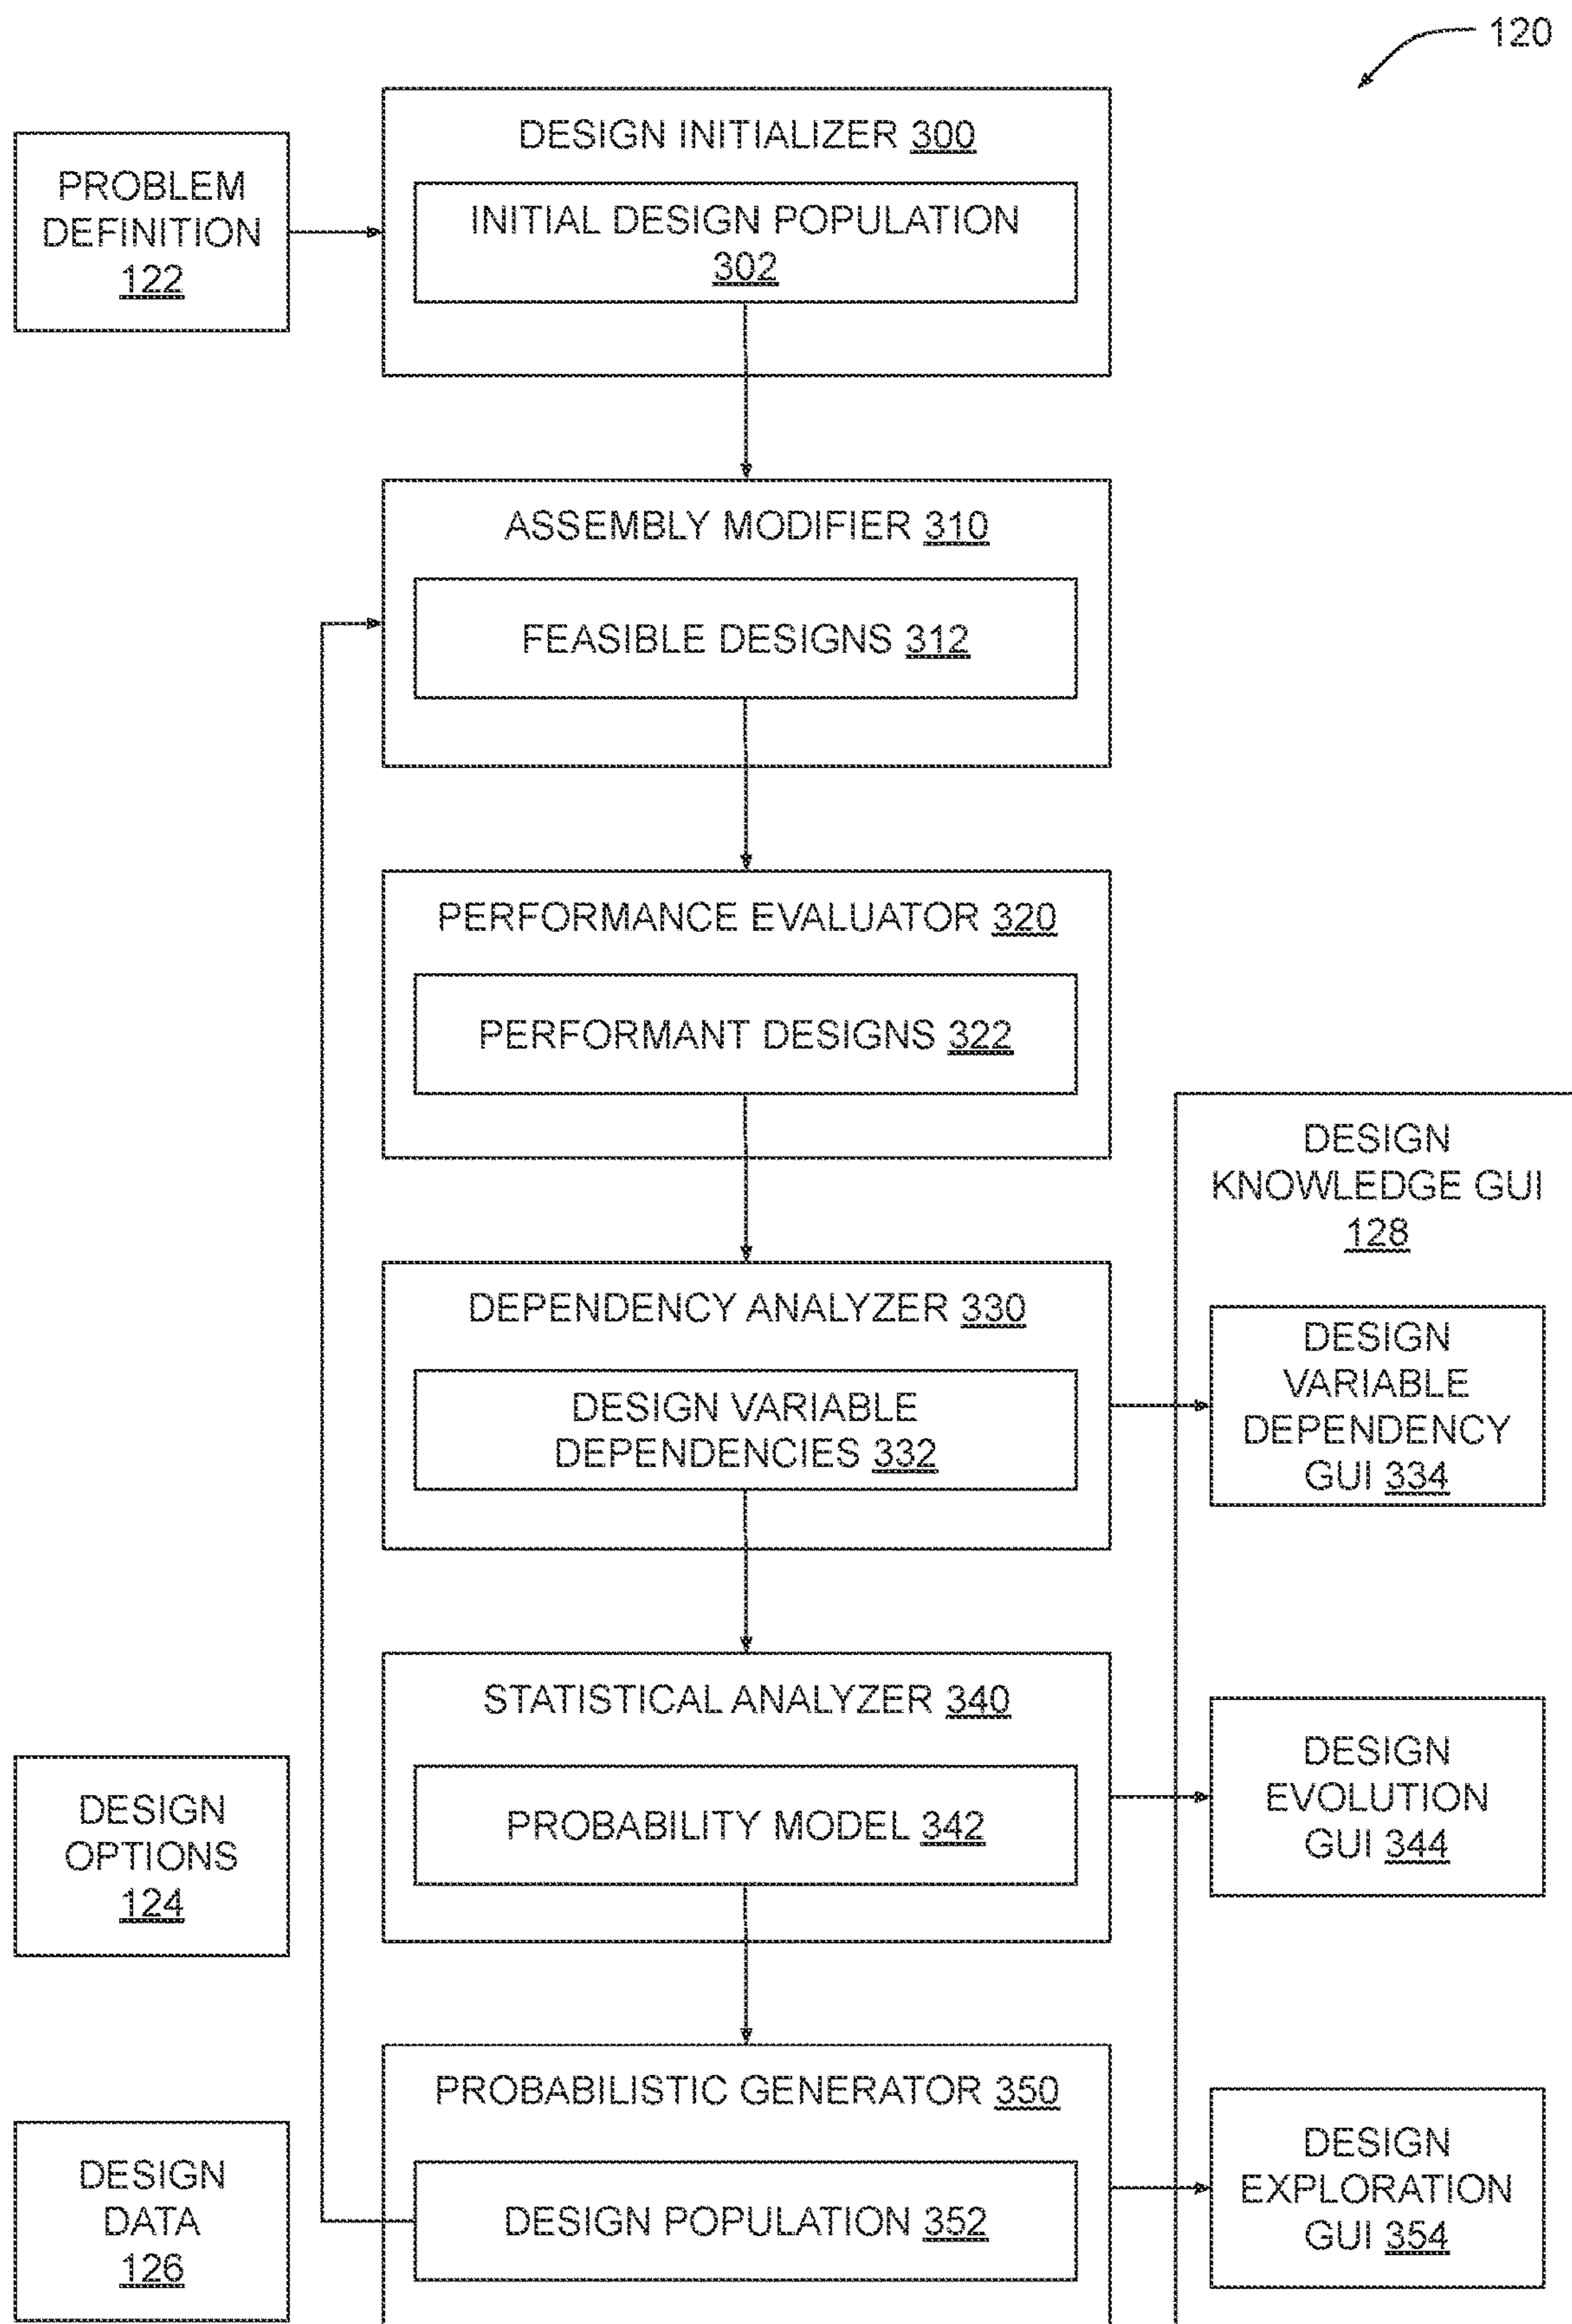 120
DESIGN INITIALIZER 300
PROBLEM
DEFINITION
122
INITIAL DESIGN POPULATION
302
ASSEMBLY MODIFIER 310
FEASIBLE DESIGNS 312
PERFORMANCE EVALUATOR 320
PERFORMANT DESIGNS 322
DESIGN
KNOWLEDGE GUI
128
DEPENDENCY ANALYZER 330
DESIGN VARIABLE
DEPENDENCIES 332
DESIGN
VARIABLE
DEPENDENCY
GUI 334
STATISTICAL ANALYZER 340
PROBABILITY MODEL 342
DESIGN
EVOLUTION
GUI 344
DESIGN
OPTIONS
124
PROBABILISTIC GENERATOR 350
DESIGN POPULATION 352
DESIGN
EXPLORATION
GUI 354
DESIGN
DATA
126